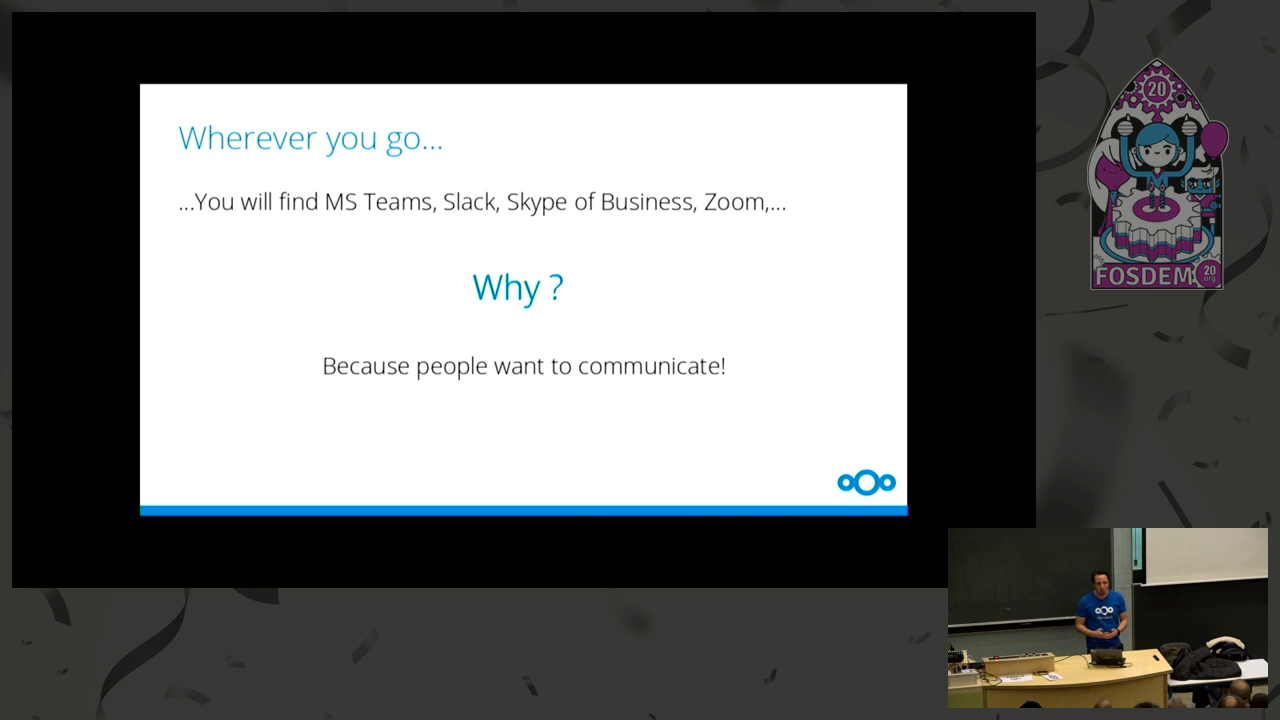 Wherever you go...
...You will find MS Teams, Slack, Skype of Business, Zoom,...
Why ?
Because people want to communicate!
20
FOSDEM
20
org